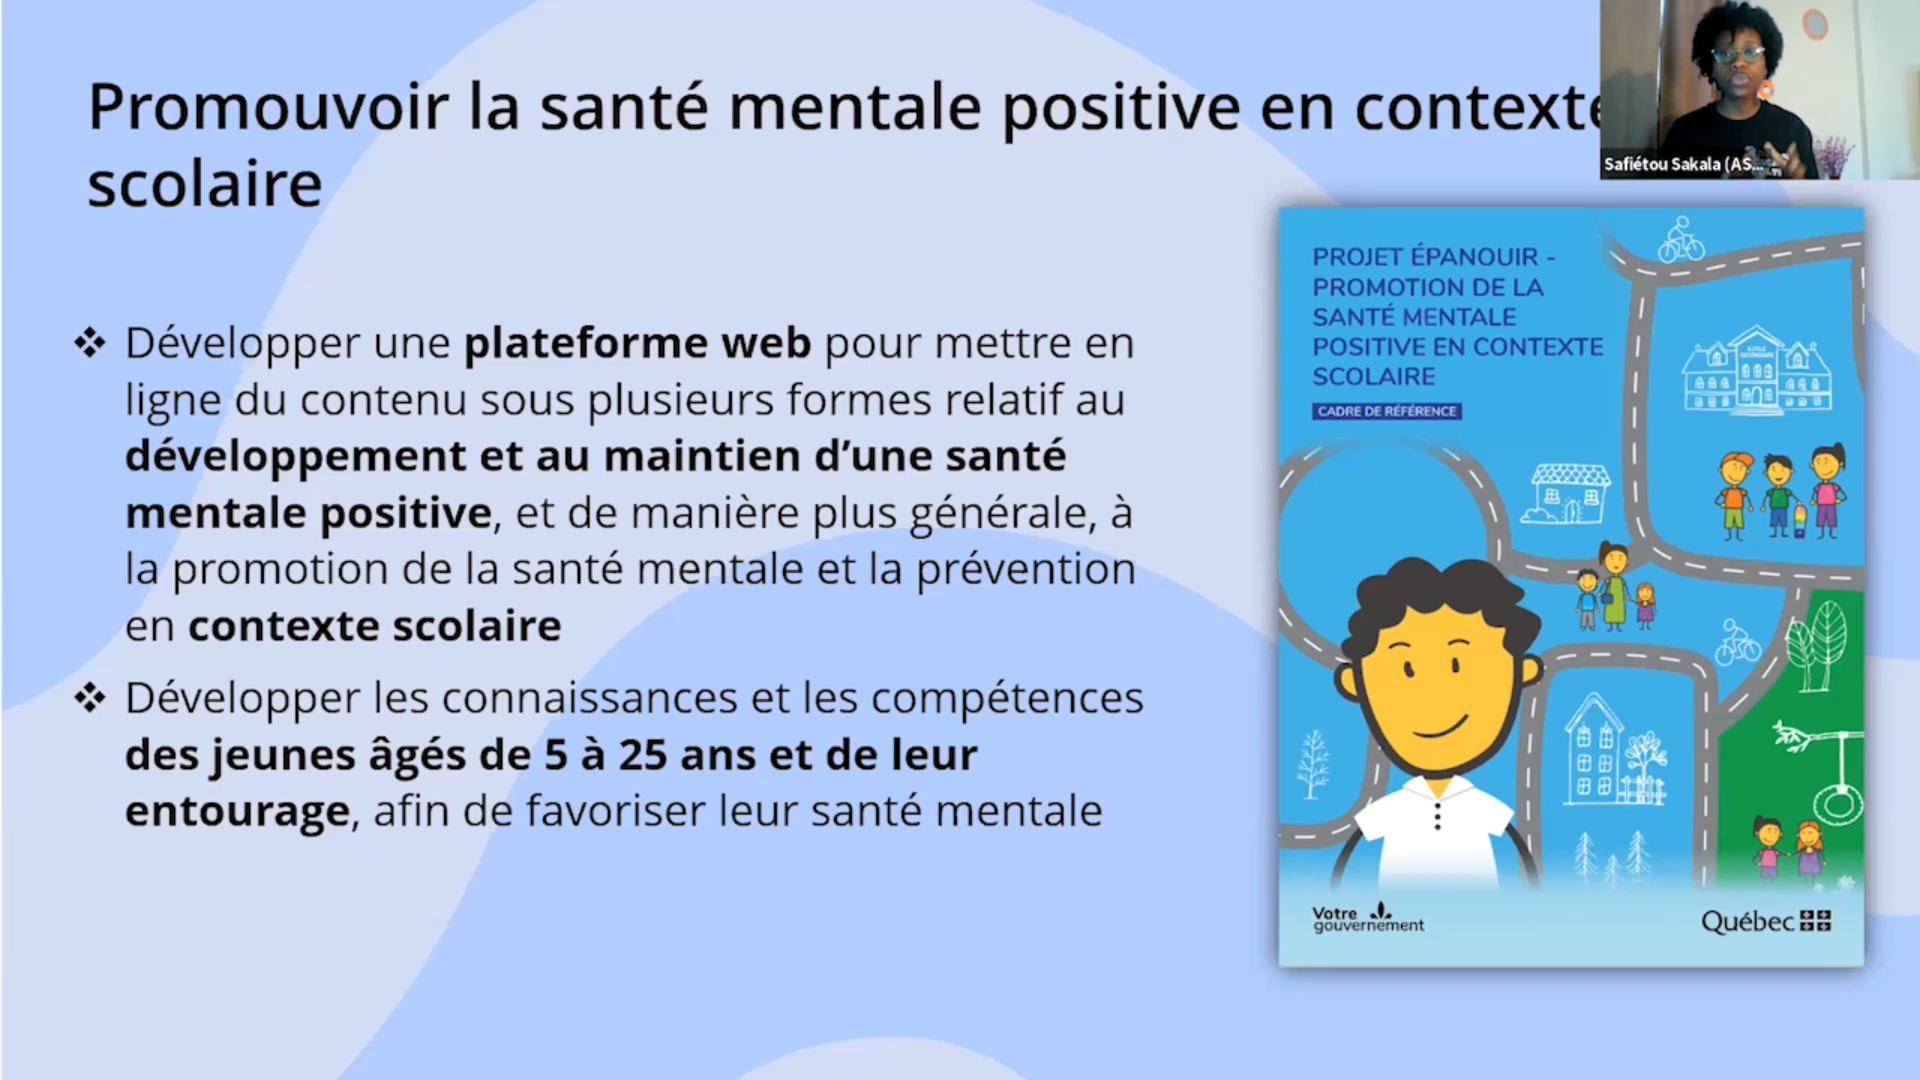 Promouvoir la santé mentale positive en contexte
scolaire
Safiétou Sakala (AS...
❖ Développer une plateforme web pour mettre en
ligne du contenu sous plusieurs formes relatif au
développement et au maintien d’une santé
mentale positive, et de manière plus générale, à
la promotion de la santé mentale et la prévention
en contexte scolaire
❖ Développer les connaissances et les compétences
des jeunes âgés de 5 à 25 ans et de leur
entourage, afin de favoriser leur santé mentale
PROJET ÉPANOUIR -
PROMOTION DE LA
SANTÉ MENTALE
POSITIVE EN CONTEXTE
SCOLAIRE
CADRE DE RÉFÉRENCE
ÉCOLE
SECONDAIRE
Votre
gouvernement
Québec